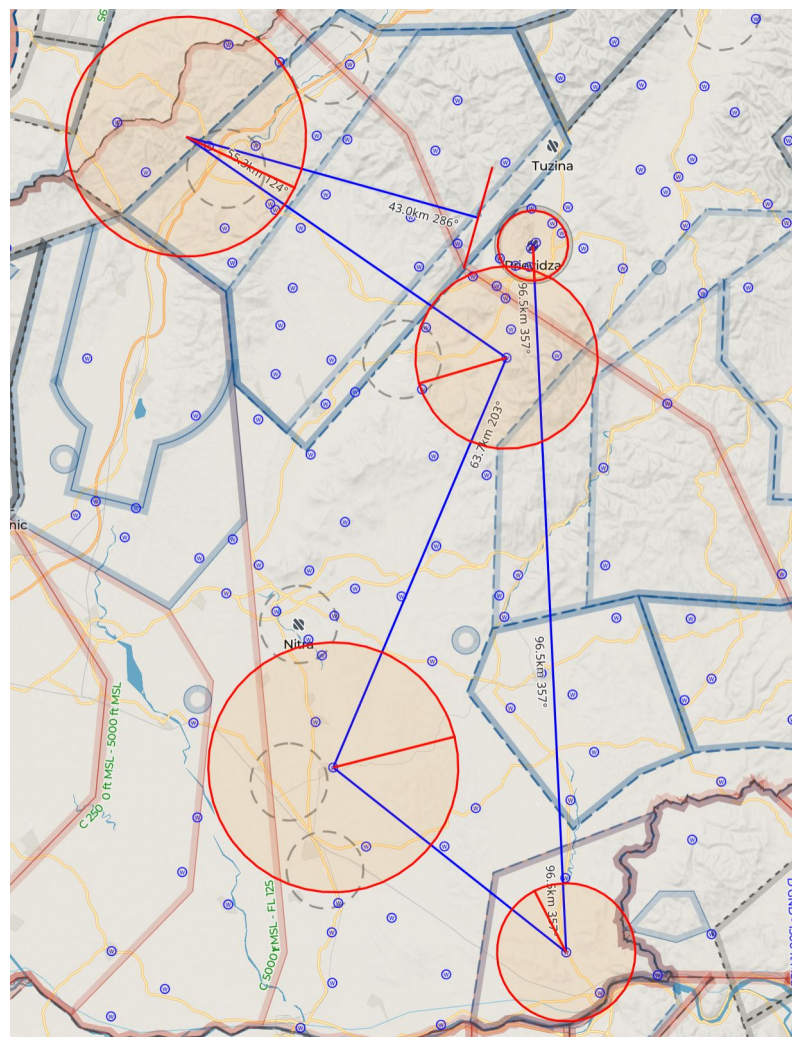 55.3km 124°
Tuzina
43.0km 286°
Prievidza
96.5km 357°
63.7km 203°
nic
Nitra
96.5km 357°
0 ft MSL - 5000 ft MSL
C 250
96.5km 357°
C 5000 ft MSL - FL 125